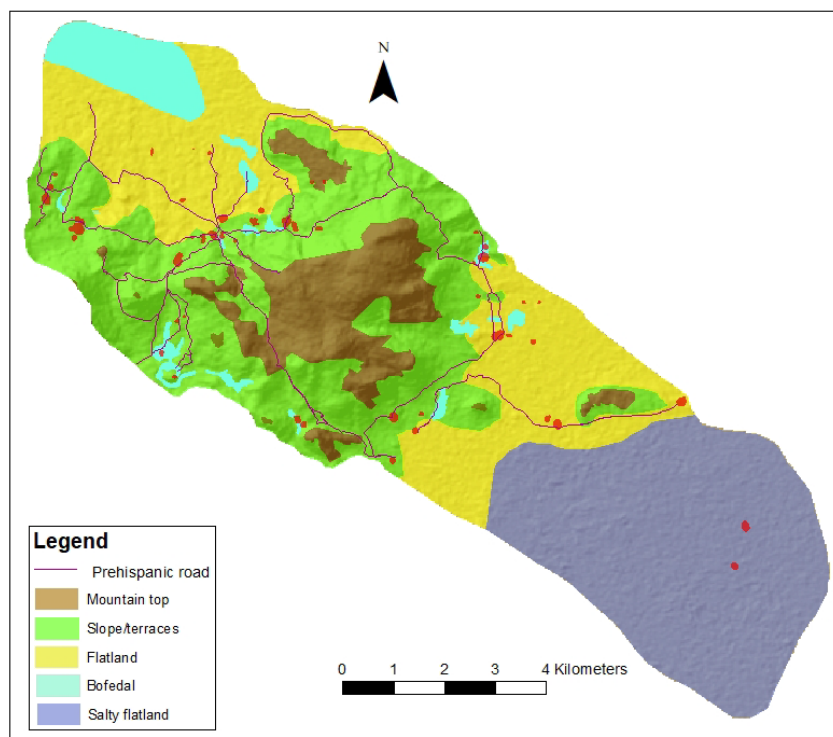 N
Legend
Prehispanic road
Mountain top
Slope/terraces
Flatland
Bofedal
Salty flatland
0 1 2 3 4 Kilometers